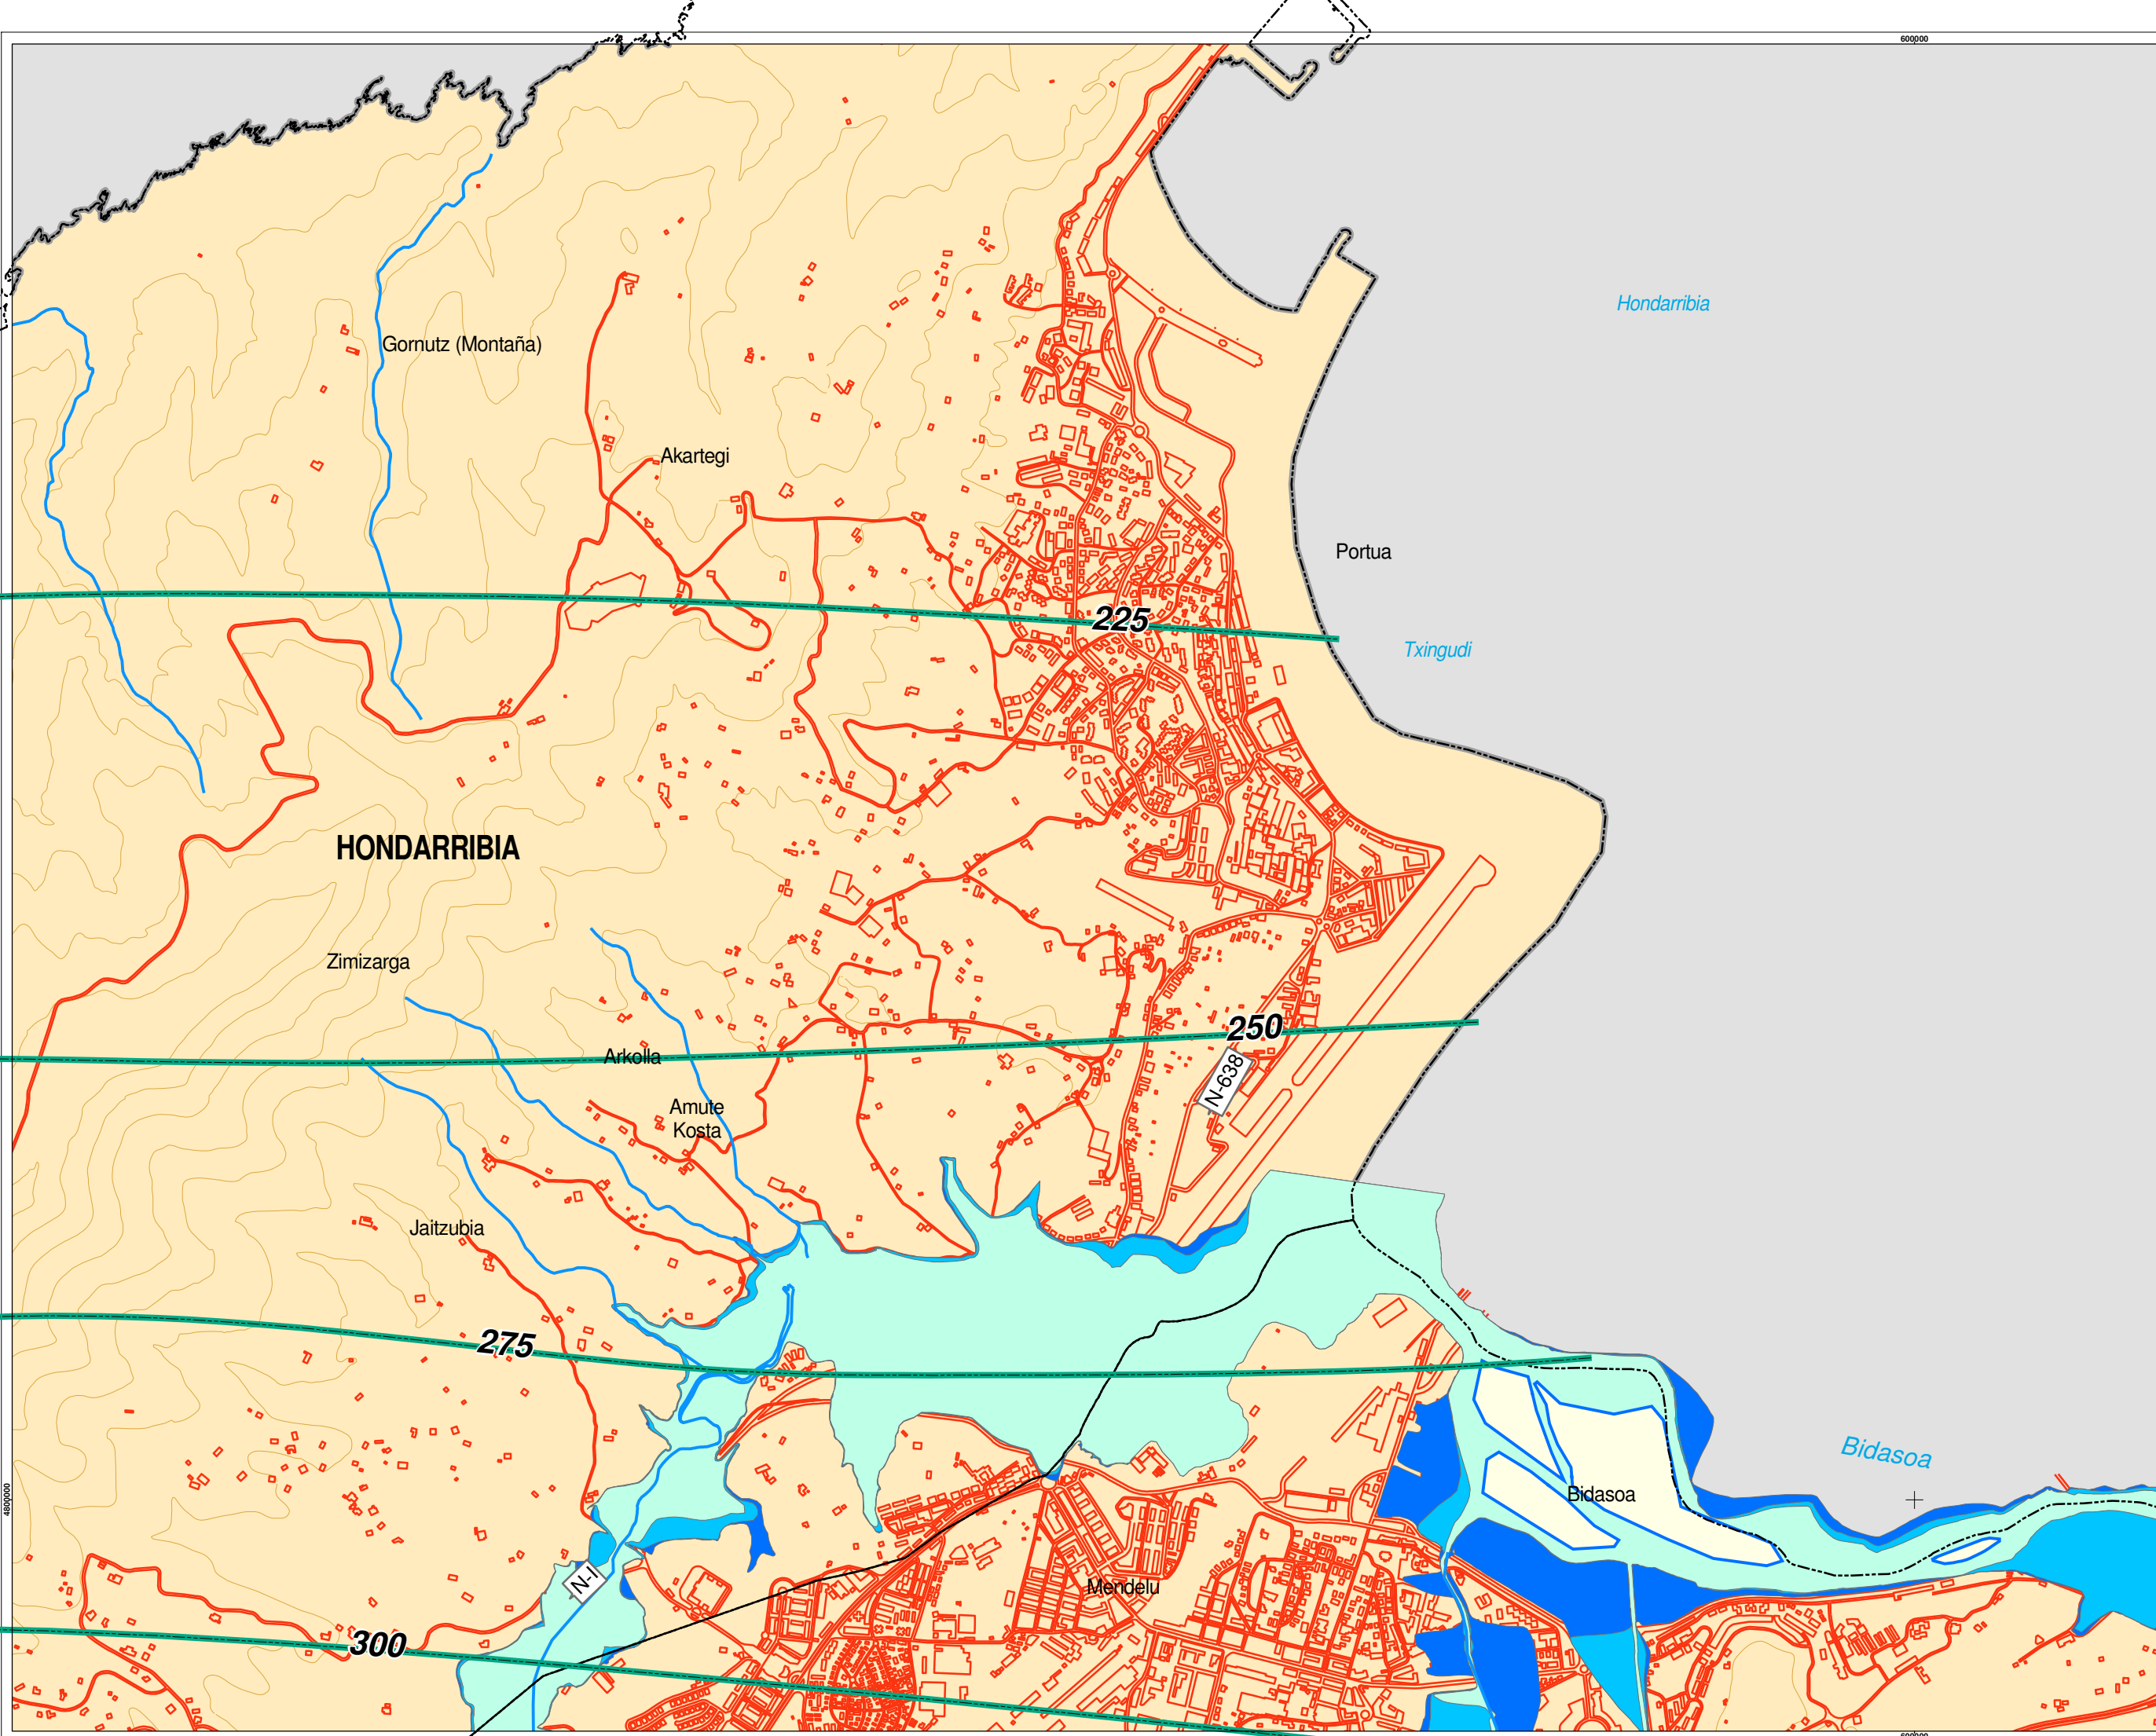 600000
Hondarribia
Gornutz (Montaña)
Akartegi
Portua
225
Txingudi
HONDARRIBIA
Zimizarga
250
Arkolla
N-638
Amute
Kosta
Jaitzubia
275
Bidasoa
4800000
Bidasoa
N-I
Mendelu
300